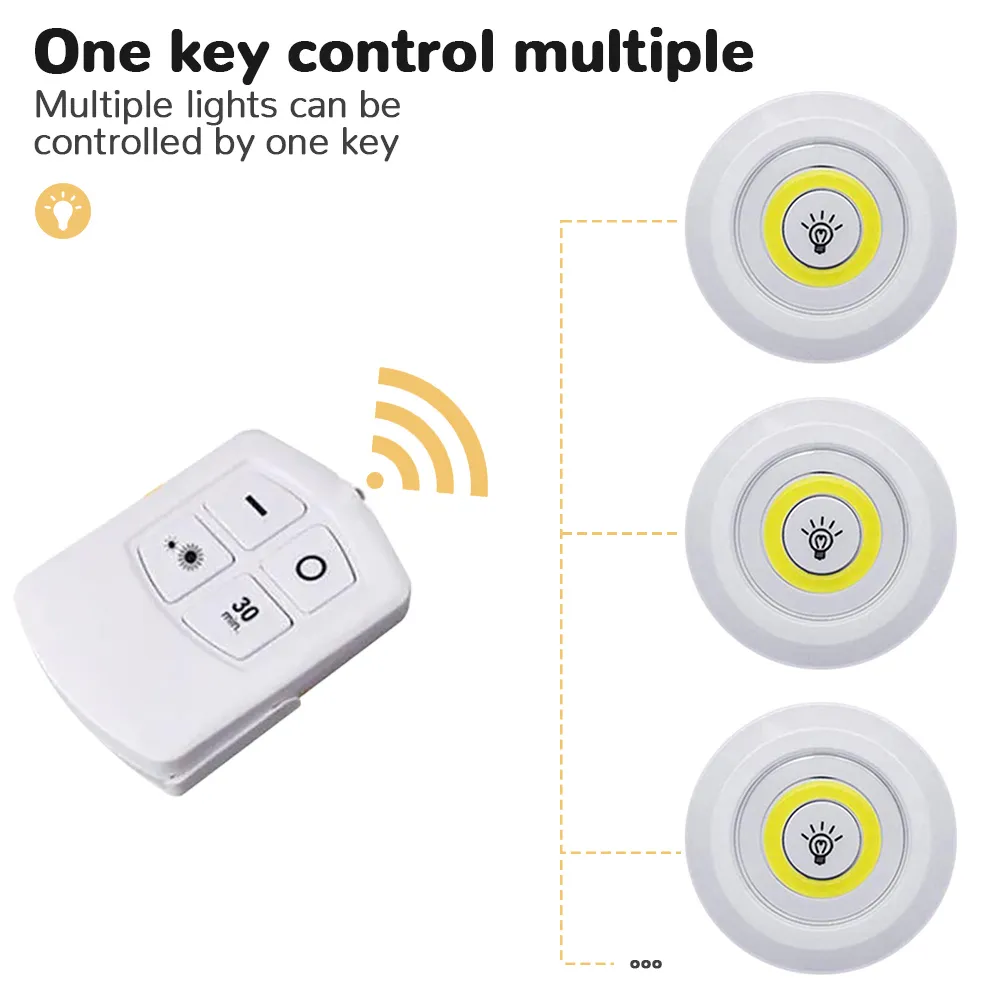 One key control multiple
Multiple lights can be
controlled by one key
30
min.